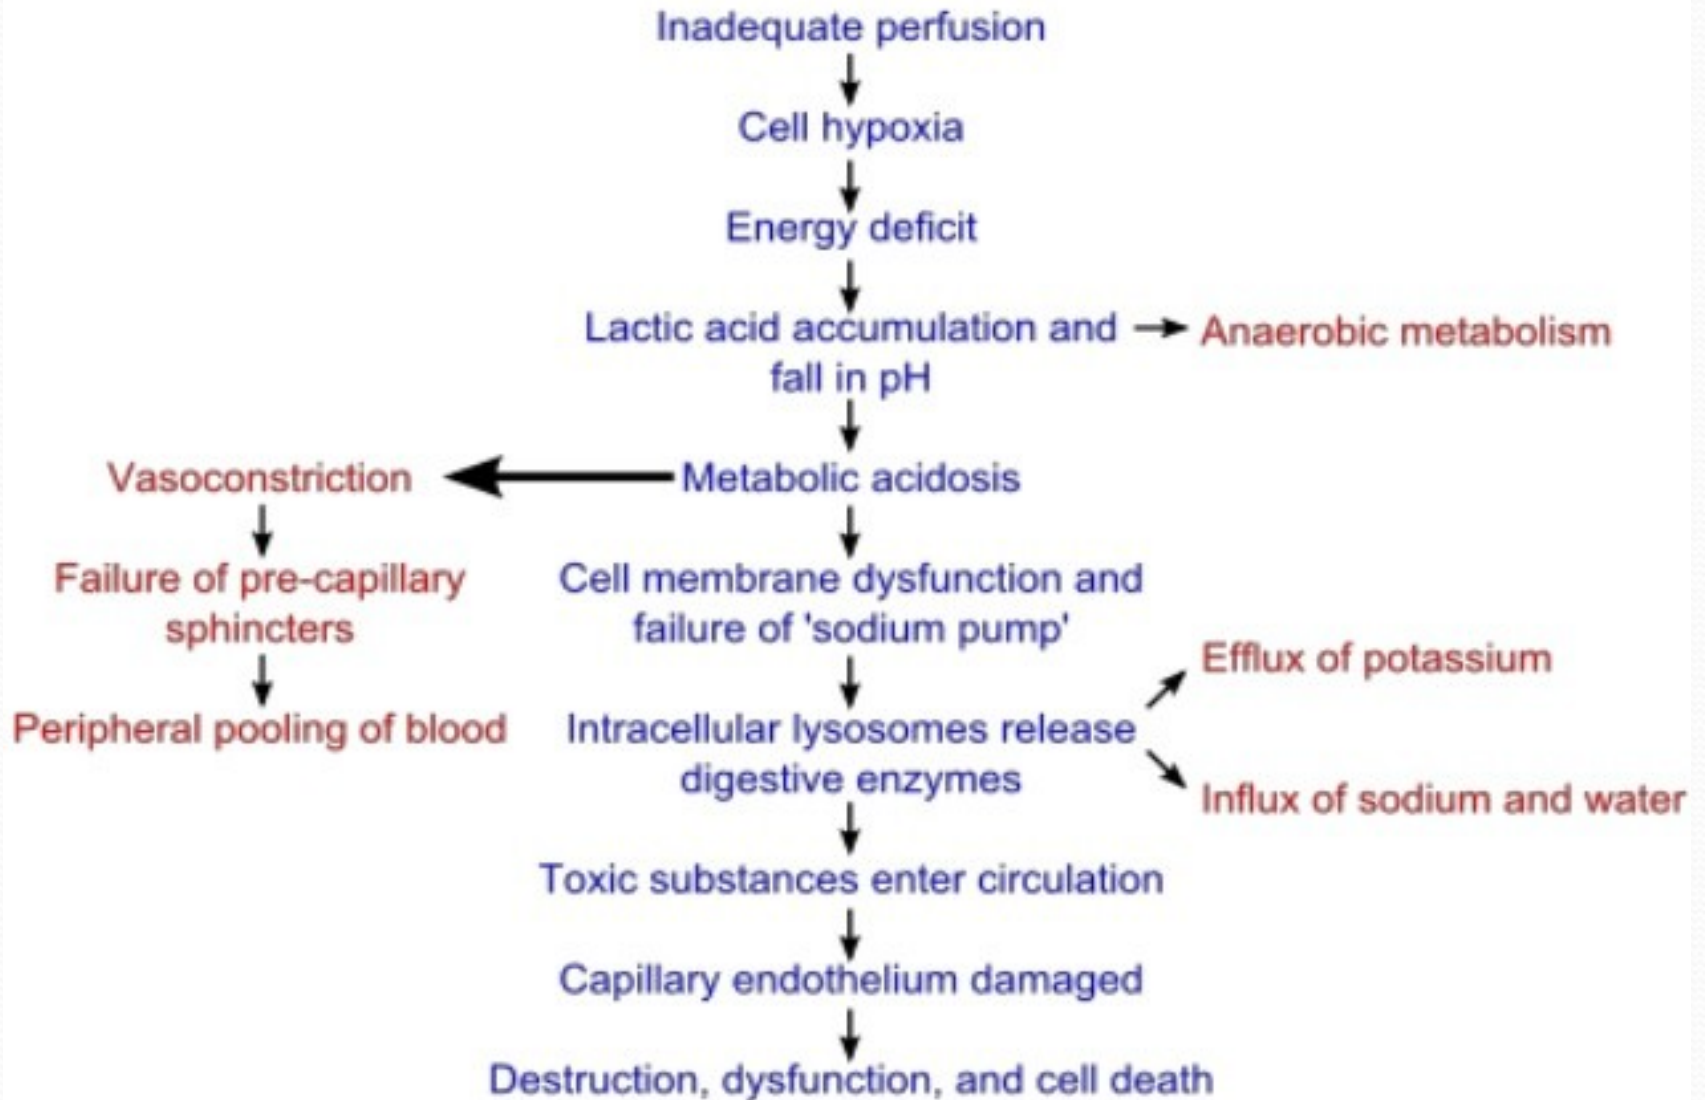 Inadequate perfusion
Cell hypoxia
Energy deficit
Lactic acid accumulation and
fall in pH
Anaerobic metabolism
Metabolic acidosis
Vasoconstriction
Failure of pre-capillary
sphincters
Peripheral pooling of blood
Cell membrane dysfunction and
failure of 'sodium pump'
Intracellular lysosomes release
digestive enzymes
Efflux of potassium
Influx of sodium and water
Toxic substances enter circulation
Capillary endothelium damaged
Destruction, dysfunction, and cell death